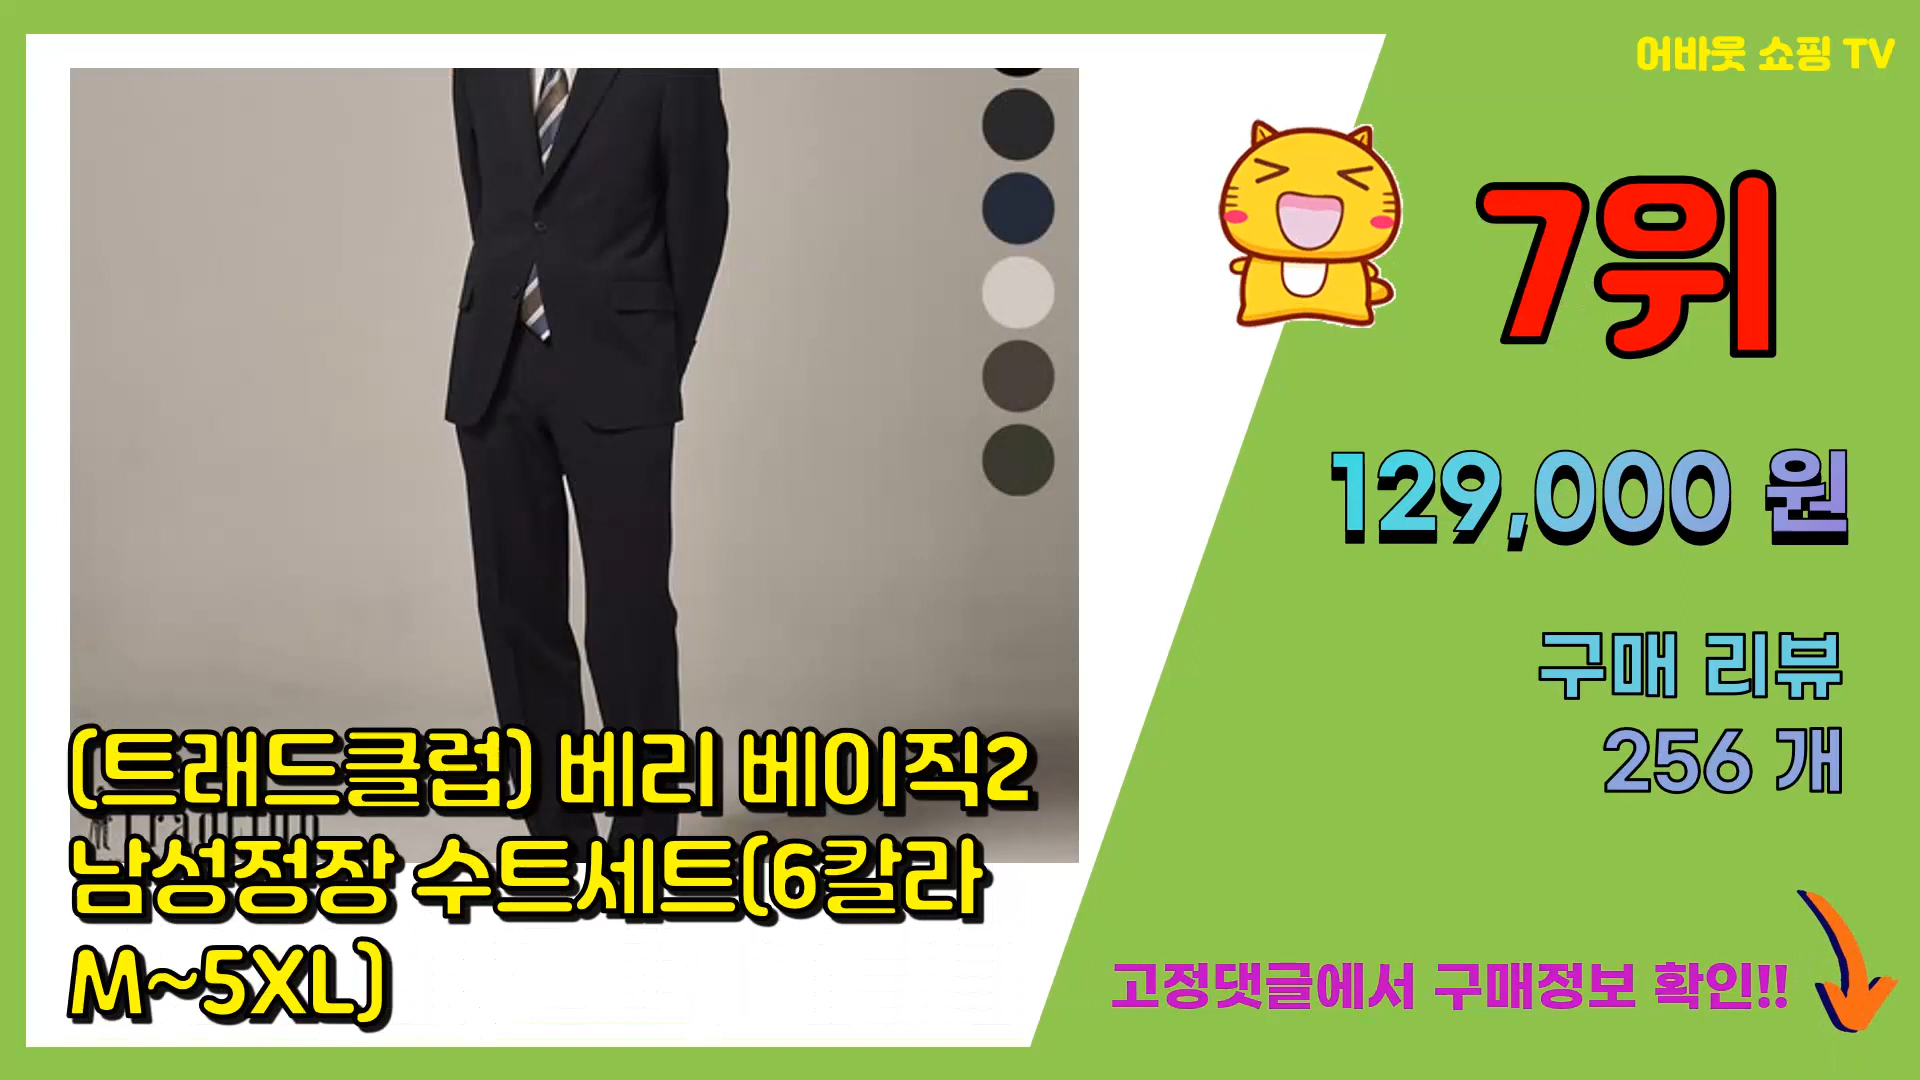 어바웃 쇼핑 TV
7위
129,000 원
구매 리뷰
256 개
(트래드클럽) 베리 베이직2
남성정장 수트세트(6칼라
M~5XL)
고정댓글에서 구매정보 확인!!